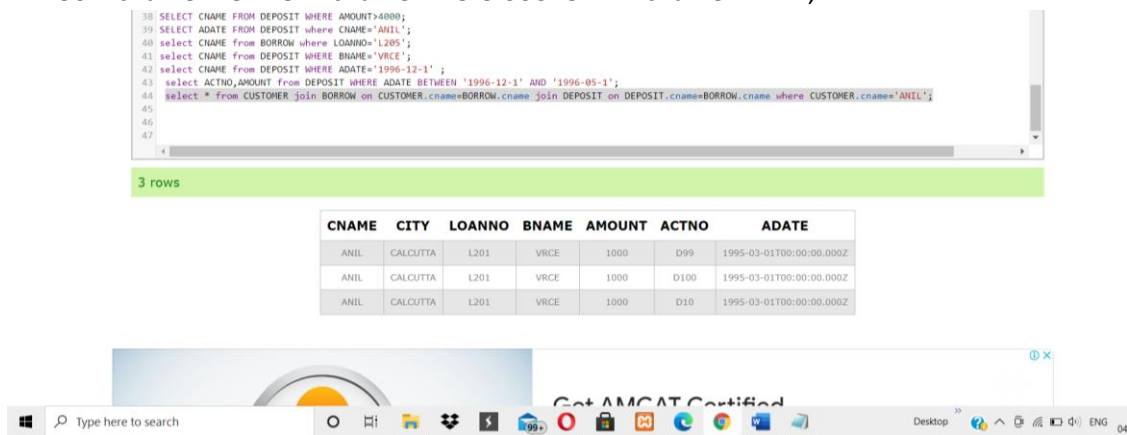 38 SELECT CNAME FROM DEPOSIT WHERE AMOUNT>4000;
39 SELECT ADATE FROM DEPOSIT where CNAME='ANIL';
40 select CNAME from BORROW where LOANNO='L205';
41 select CNAME from DEPOSIT WHERE BNAME='VRCE';
42 select CNAME from DEPOSIT WHERE ADATE='1996-12-1' ;
43 select ACTNO,AMOUNT from DEPOSIT WHERE ADATE BETWEEN '1996-12-1' AND '1996-05-1';
44 select * from CUSTOMER join BORROW on CUSTOMER.cname=BORROW.cname join DEPOSIT on DEPOSIT.cname=BORROW.cname where CUSTOMER.cname='ANIL';
45
46
47
3 rows
CNAME CITY LOANNO BNAME AMOUNT ACTNO ADATE
ANIL CALCUTTA L201 VRCE 1000 D99 1995-03-01T00:00:00.000Z
ANIL CALCUTTA L201 VRCE 1000 D100 1995-03-01T00:00:00.000Z
ANIL CALCUTTA L201 VRCE 1000 D10 1995-03-01T00:00:00.000Z
Get AMCAT Certified
Type here to search 99+ Desktop ENG 04